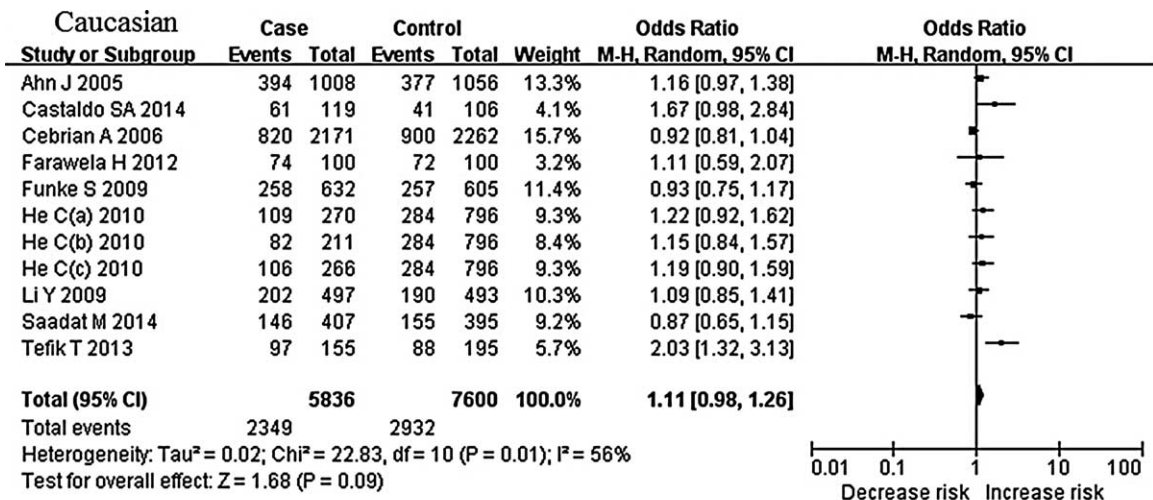 Caucasian Case Control Odds Ratio Odds Ratio
Study or Subgroup Events Total Events Total Weight M-H, Random, 95% CI M-H, Random, 95% CI
Ahn J 2005 394 1008 377 1056 13.3% 1.16 [0.97, 1.38]
Castaldo SA 2014 61 119 41 106 4.1% 1.67 [0.98, 2.84]
Cebrian A 2006 820 2171 900 2262 15.7% 0.92 [0.81, 1.04]
Farawela H 2012 74 100 72 100 3.2% 1.11 [0.59, 2.07]
Funke S 2009 258 632 257 605 11.4% 0.93 [0.75, 1.17]
He C(a) 2010 109 270 284 796 9.3% 1.22 [0.92, 1.62]
He C(b) 2010 82 211 284 796 8.4% 1.15 [0.84, 1.57]
He C(c) 2010 106 266 284 796 9.3% 1.19 [0.90, 1.59]
Li Y 2009 202 497 190 493 10.3% 1.09 [0.85, 1.41]
Saadat M 2014 146 407 155 395 9.2% 0.87 [0.65, 1.15]
Tefik T 2013 97 155 88 195 5.7% 2.03 [1.32, 3.13]
Total (95% CI) 5836 7600 100.0% 1.11 [0.98, 1.26]
Total events 2349 2932
Heterogeneity: Tau² = 0.02; Chi² = 22.83, df = 10 (P = 0.01); I² = 56%
Test for overall effect: Z = 1.68 (P = 0.09)
0.01 0.1 1 10 100
Decrease risk Increase risk